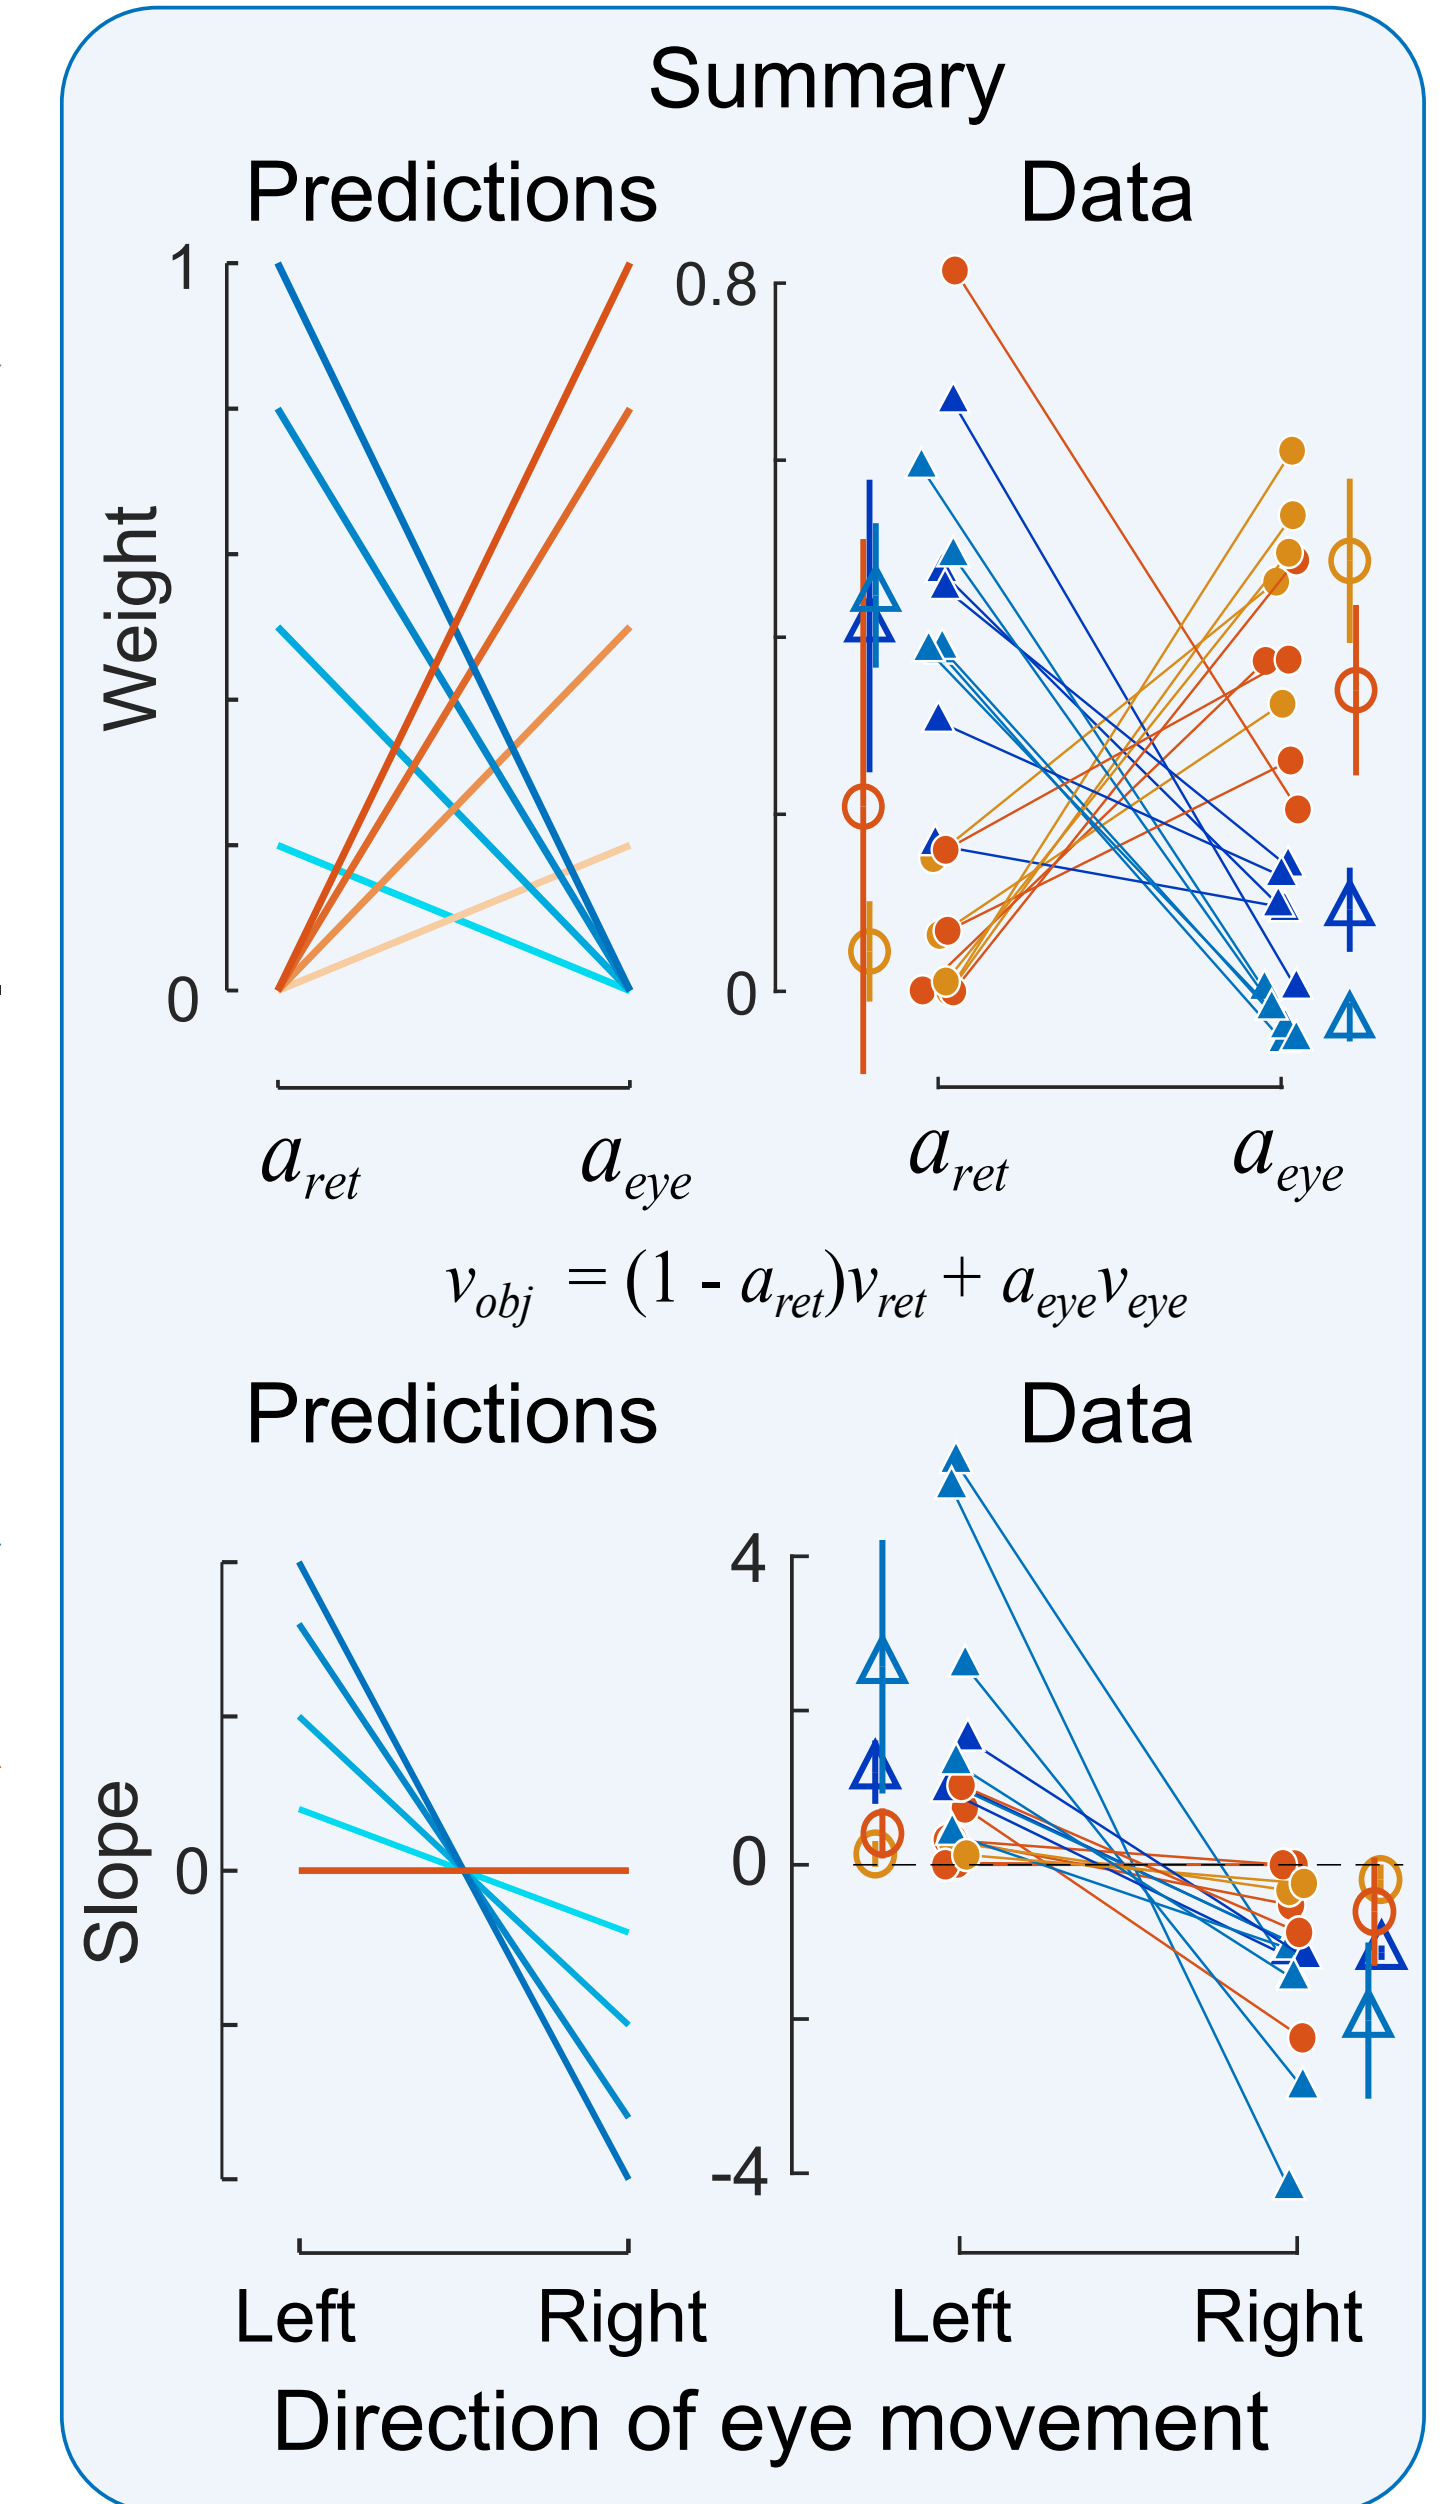 Summary
Predictions Data
1 0.8
Weight
0 0
a_ret a_eye a_ret a_eye
v_obj = (1 - a_ret)v_ret + a_eye v_eye
Predictions Data
4
Slope
0 0
-4
Left Right Left Right
Direction of eye movement